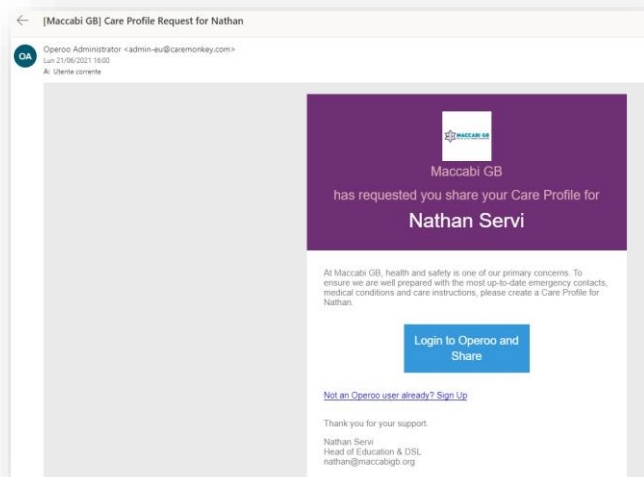 [Maccabi GB] Care Profile Request for Nathan
OA
Operoo Administrator <admin-eu@caremonkey.com>
Lun 21/06/2021 16:00
A: Utente corrente
MACCABI GB
Maccabi GB
has requested you share your Care Profile for
Nathan Servi
At Maccabi GB, health and safety is one of our primary concerns. To
ensure we are well prepared with the most up-to-date emergency contacts,
medical conditions and care instructions, please create a Care Profile for
Nathan.
Login to Operoo and
Share
Not an Operoo user already? Sign Up
Thank you for your support.
Nathan Servi
Head of Education & DSL
nathan@maccabigb.org